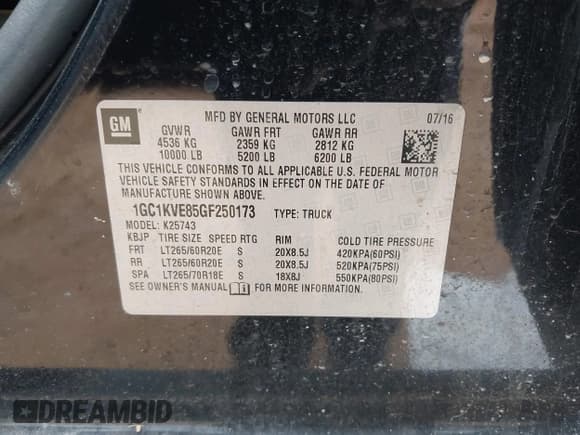 GM
MFD BY GENERAL MOTORS LLC 07/16
GVWR GAWR FRT GAWR RR
4536 KG 2359 KG 2812 KG
10000 LB 5200 LB 6200 LB
THIS VEHICLE CONFORMS TO ALL APPLICABLE U.S. FEDERAL MOTOR
VEHICLE SAFETY STANDARDS IN EFFECT ON THE DATE OF
MANUFACTURE SHOWN ABOVE.
1GC1KVE85GF250173 TYPE: TRUCK
MODEL: K25743
KBJP TIRE SIZE SPEED RTG RIM COLD TIRE PRESSURE
FRT LT265/60R20E S 20X8.5J 420KPA(60PSI)
RR LT265/60R20E S 20X8.5J 520KPA(75PSI)
SPA LT265/70R18E S 18X8J 550KPA(80PSI)
SEE OWNER'S MANUAL FOR MORE INFORMATION
DREAMBID